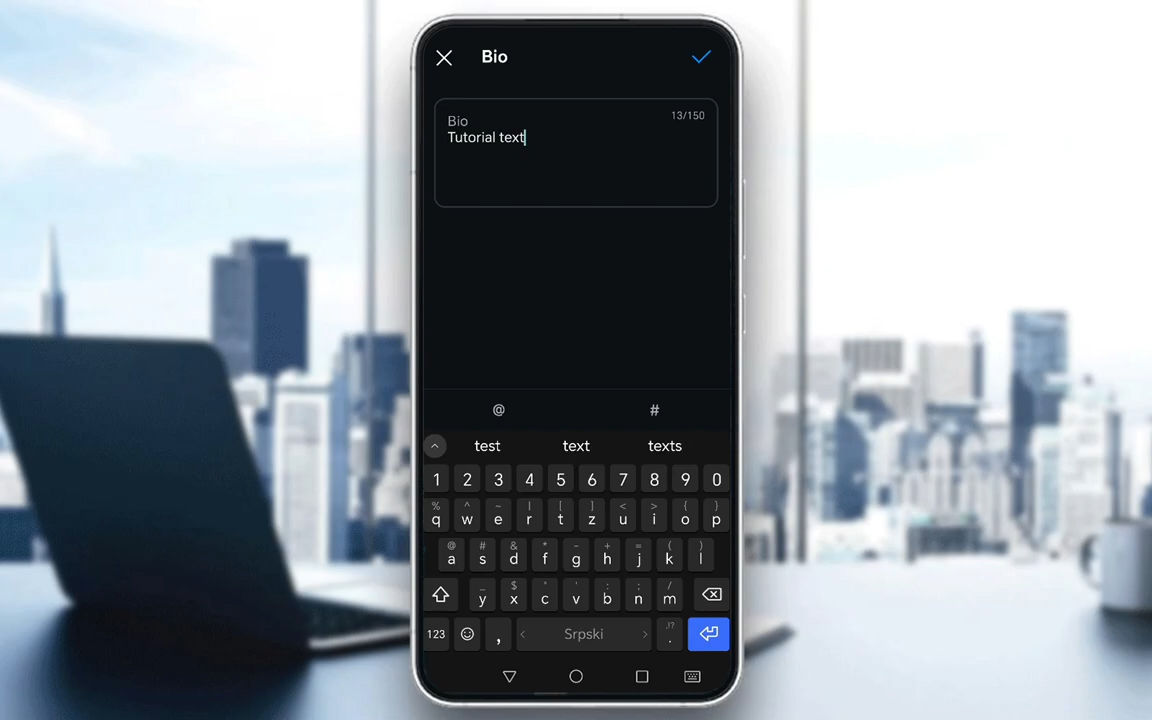 Bio
13/150
Bio
Tutorial text
@ #
test text texts
1 2 3 4 5 6 7 8 9 0
% ^ ~ | [ ] < > { }
q w e r t z u i o p
@ # & * - + = ( )
a s d f g h j k l
_ $ " ' : ; /
y x c v b n m
123 , Srpski .
,!?